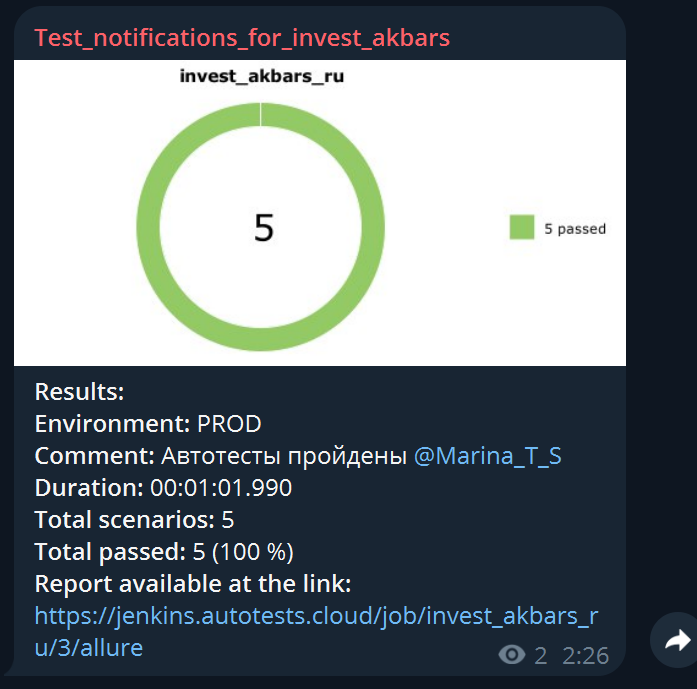 Test_notifications_for_invest_akbars
invest_akbars_ru
5
5 passed
Results:
Environment: PROD
Comment: Автотесты пройдены @Marina_T_S
Duration: 00:01:01.990
Total scenarios: 5
Total passed: 5 (100 %)
Report available at the link:
https://jenkins.autotests.cloud/job/invest_akbars_r
u/3/allure
2 2:26